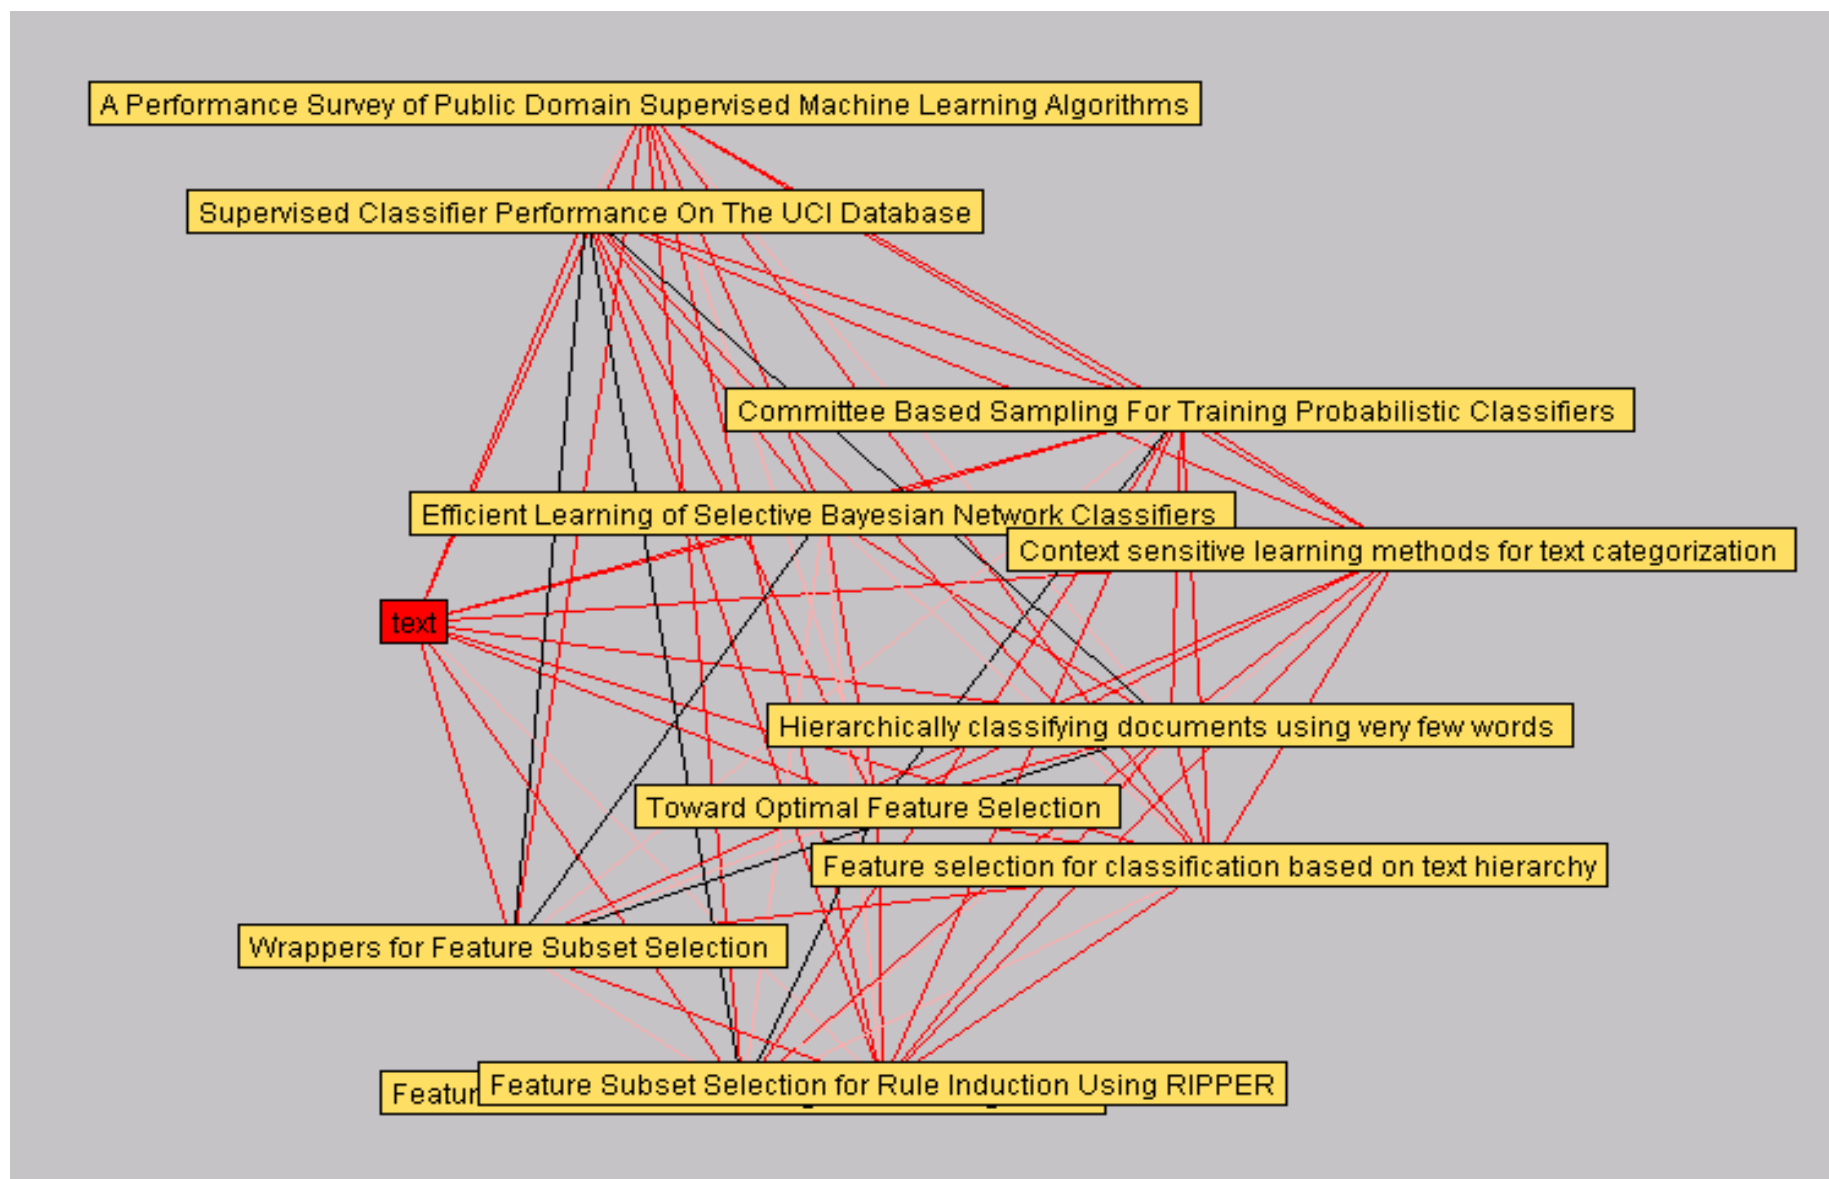 A Performance Survey of Public Domain Supervised Machine Learning Algorithms
Supervised Classifier Performance On The UCI Database
Committee Based Sampling For Training Probabilistic Classifiers
Efficient Learning of Selective Bayesian Network Classifiers
Context sensitive learning methods for text categorization
text
Hierarchically classifying documents using very few words
Toward Optimal Feature Selection
Feature selection for classification based on text hierarchy
Wrappers for Feature Subset Selection
Feature Subset Selection for Rule Induction Using RIPPER